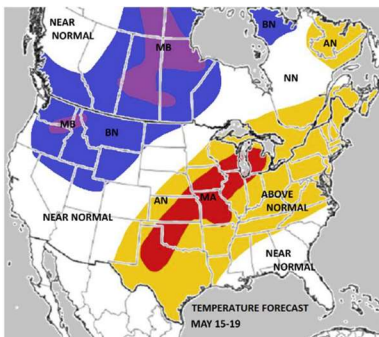 NEAR
NORMAL
MB
BN
AN
NN
MB
BN
AN
MA
ABOVE
NORMAL
NEAR NORMAL
NEAR
NORMAL
TEMPERATURE FORECAST
MAY 15-19